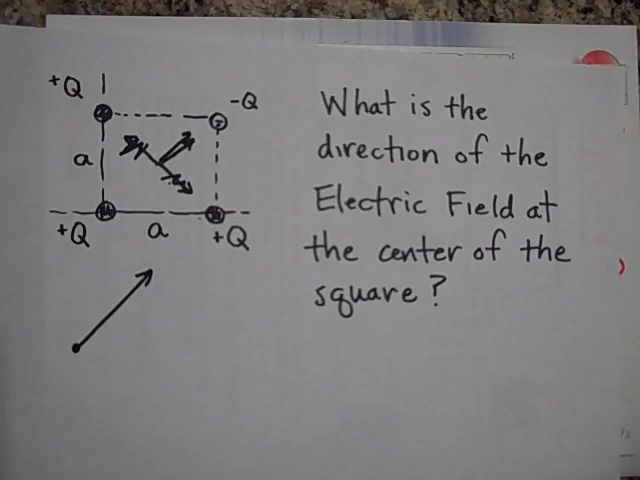 +Q
-Q
a
+Q
a
+Q
What is the
direction of the
Electric Field at
the center of the
square?